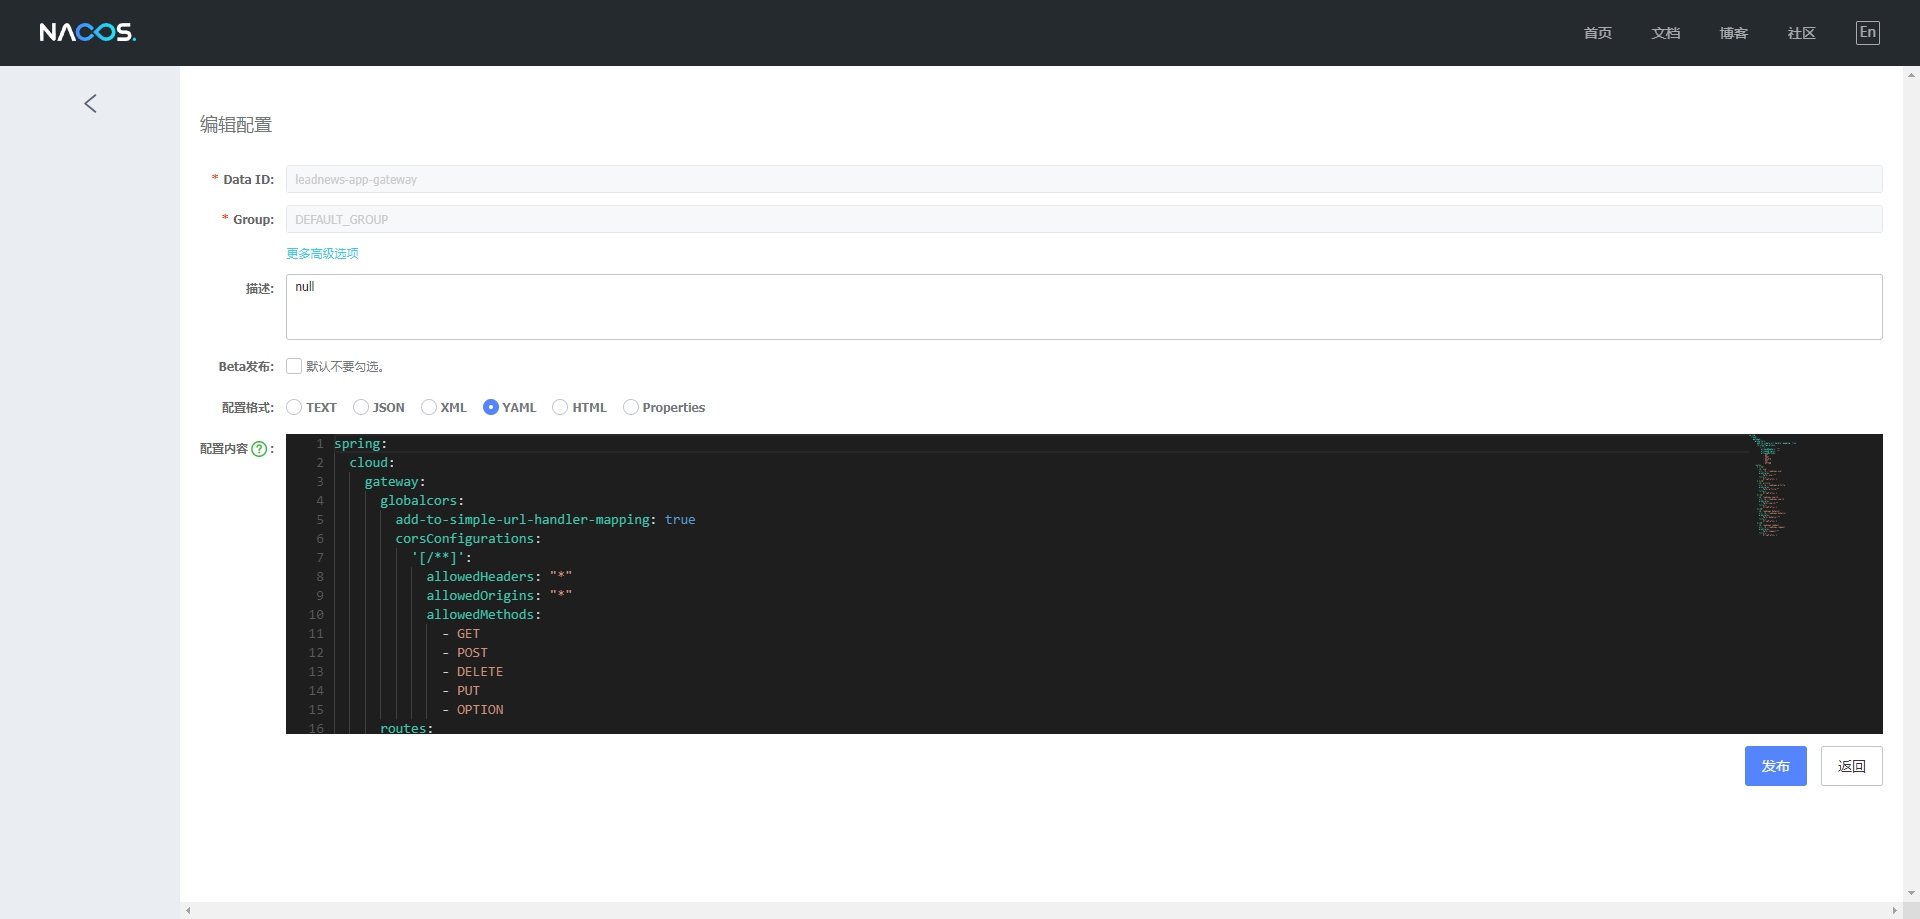 NACOS.
首页 文档 博客 社区 En
编辑配置
* Data ID: leadnews-app-gateway
* Group: DEFAULT_GROUP
更多高级选项
描述: null
Beta发布: 默认不要勾选。
配置格式: TEXT JSON XML YAML HTML Properties
配置内容 ? :
1 spring:
2 cloud:
3 gateway:
4 globalcors:
5 add-to-simple-url-handler-mapping: true
6 corsConfigurations:
7 '[/**]':
8 allowedHeaders: "*"
9 allowedOrigins: "*"
10 allowedMethods:
11 - GET
12 - POST
13 - DELETE
14 - PUT
15 - OPTION
16 routes:
发布 返回